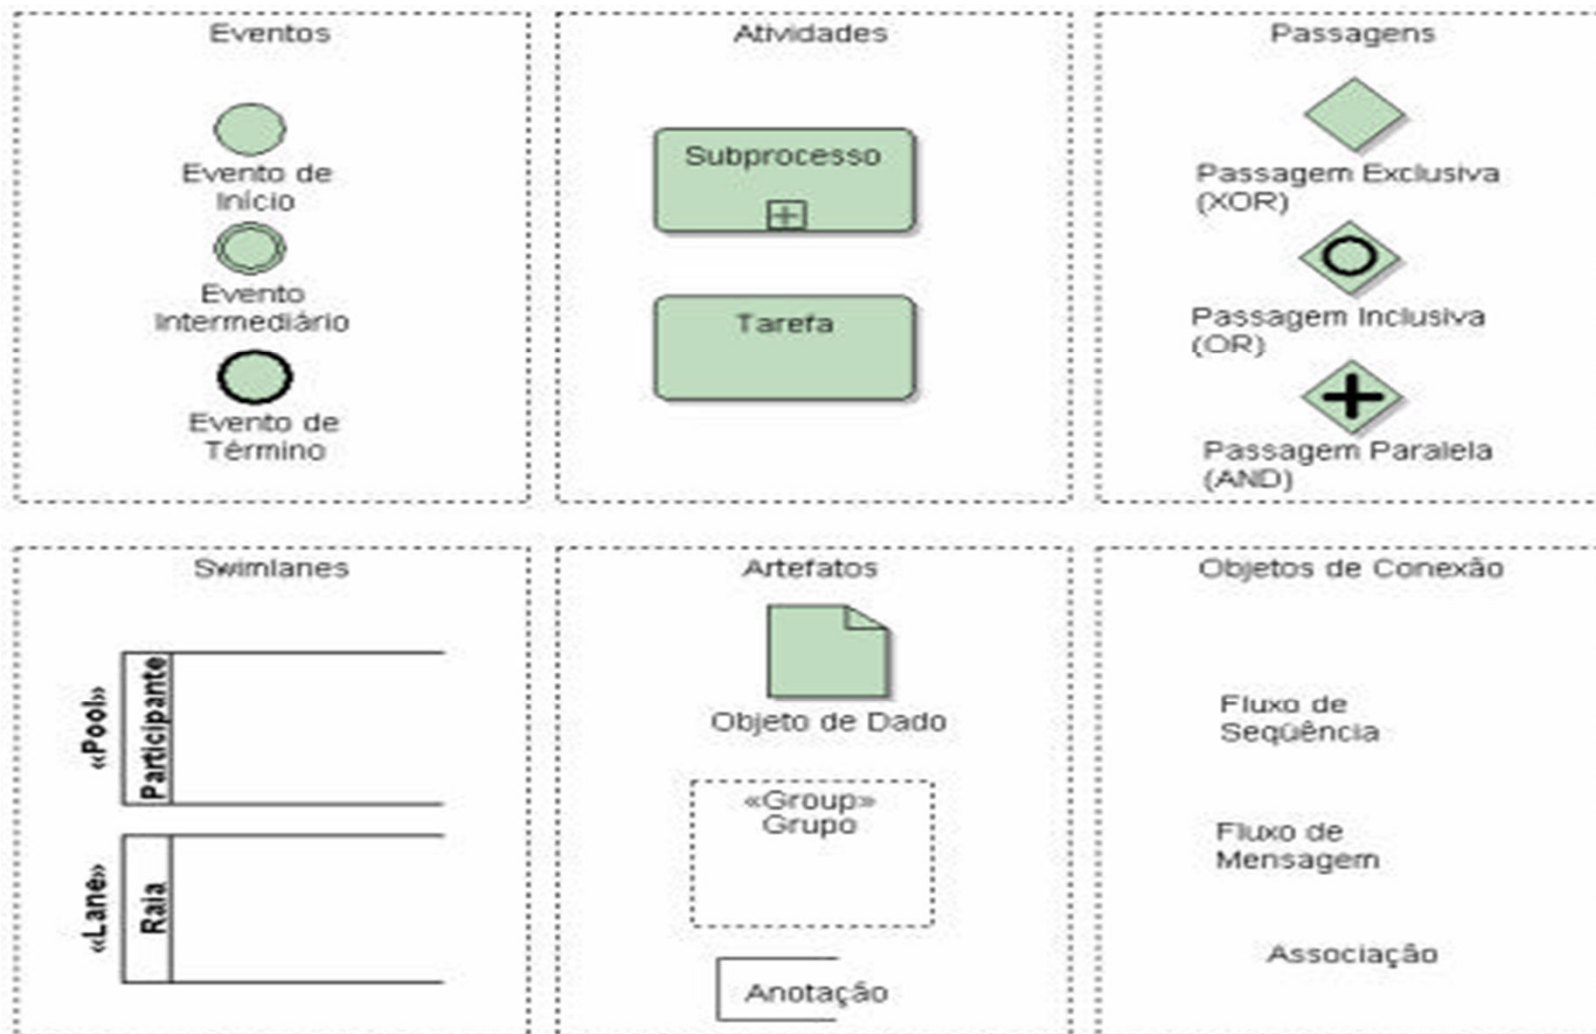 Eventos
Evento de
Início
Evento
Intermediário
Evento de
Término
Atividades
Subprocesso
Tarefa
Passagens
Passagem Exclusiva
(XOR)
Passagem Inclusiva
(OR)
Passagem Paralela
(AND)
Swimlanes
«Pool»
Participante
«Lane»
Raia
Artefatos
Objeto de Dado
«Group»
Grupo
Anotação
Objetos de Conexão
Fluxo de
Seqüência
Fluxo de
Mensagem
Associação